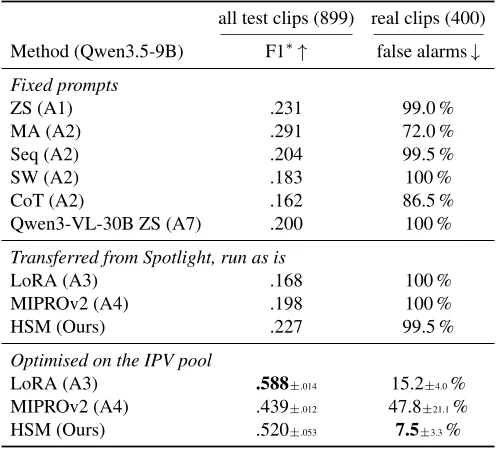 all test clips (899) real clips (400)
Method (Qwen3.5-9B) F1* ↑ false alarms ↓
Fixed prompts
ZS (A1) .231 99.0 %
MA (A2) .291 72.0 %
Seq (A2) .204 99.5 %
SW (A2) .183 100 %
CoT (A2) .162 86.5 %
Qwen3-VL-30B ZS (A7) .200 100 %
Transferred from Spotlight, run as is
LoRA (A3) .168 100 %
MIPROv2 (A4) .198 100 %
HSM (Ours) .227 99.5 %
Optimised on the IPV pool
LoRA (A3) .588±.014 15.2±4.0 %
MIPROv2 (A4) .439±.012 47.8±21.1 %
HSM (Ours) .520±.053 7.5±3.3 %